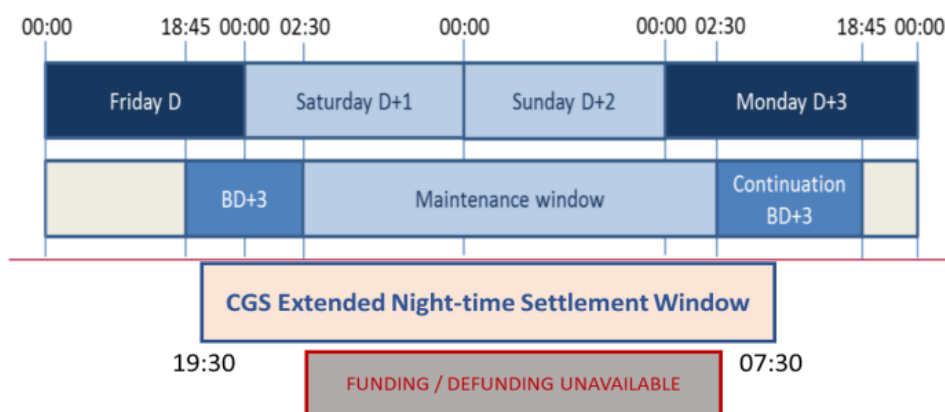 00:00 18:45 00:00 02:30 00:00 00:00 02:30 18:45 00:00
Friday D Saturday D+1 Sunday D+2 Monday D+3
BD+3 Maintenance window Continuation
BD+3
CGS Extended Night-time Settlement Window
19:30 07:30
FUNDING / DEFUNDING UNAVAILABLE